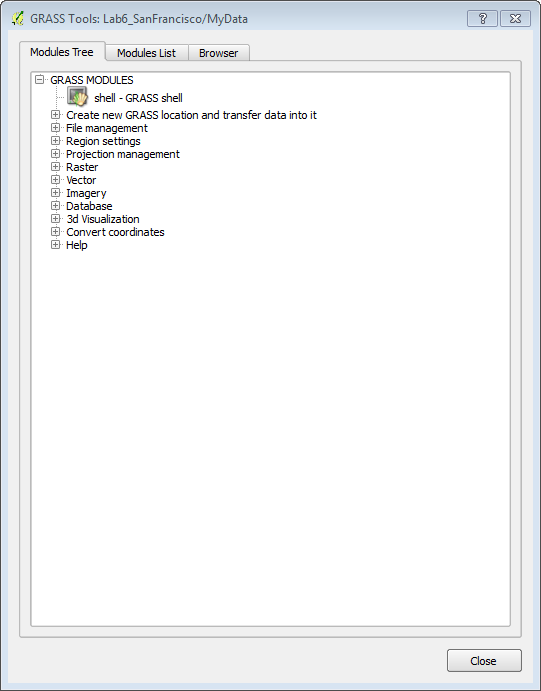 GRASS Tools: Lab6_SanFrancisco/MyData
Modules Tree
Modules List
Browser
GRASS MODULES
shell - GRASS shell
Create new GRASS location and transfer data into it
File management
Region settings
Projection management
Raster
Vector
Imagery
Database
3d Visualization
Convert coordinates
Help
Close